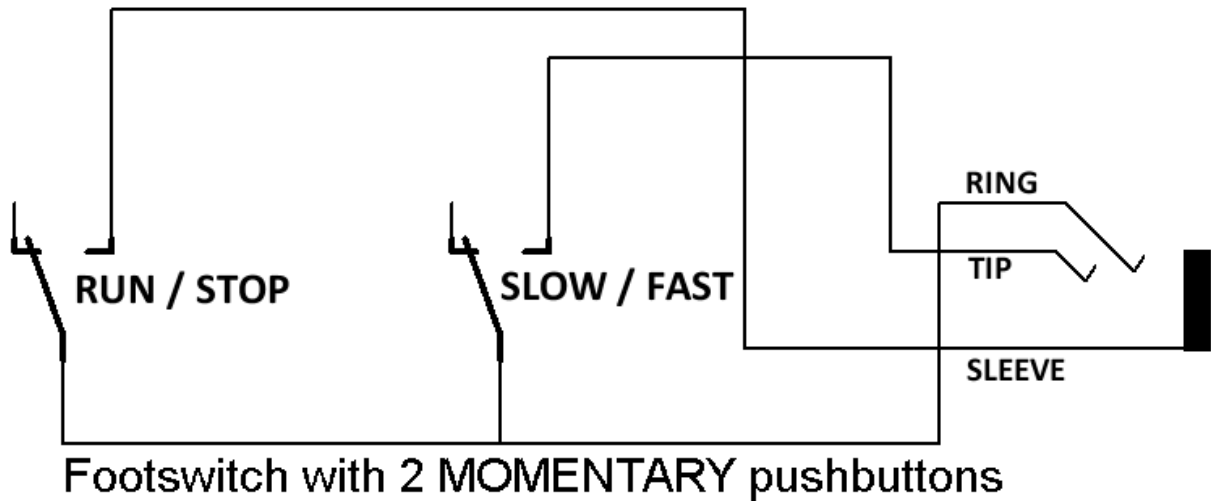 RING
TIP
RUN / STOP
SLOW / FAST
SLEEVE
Footswitch with 2 MOMENTARY pushbuttons